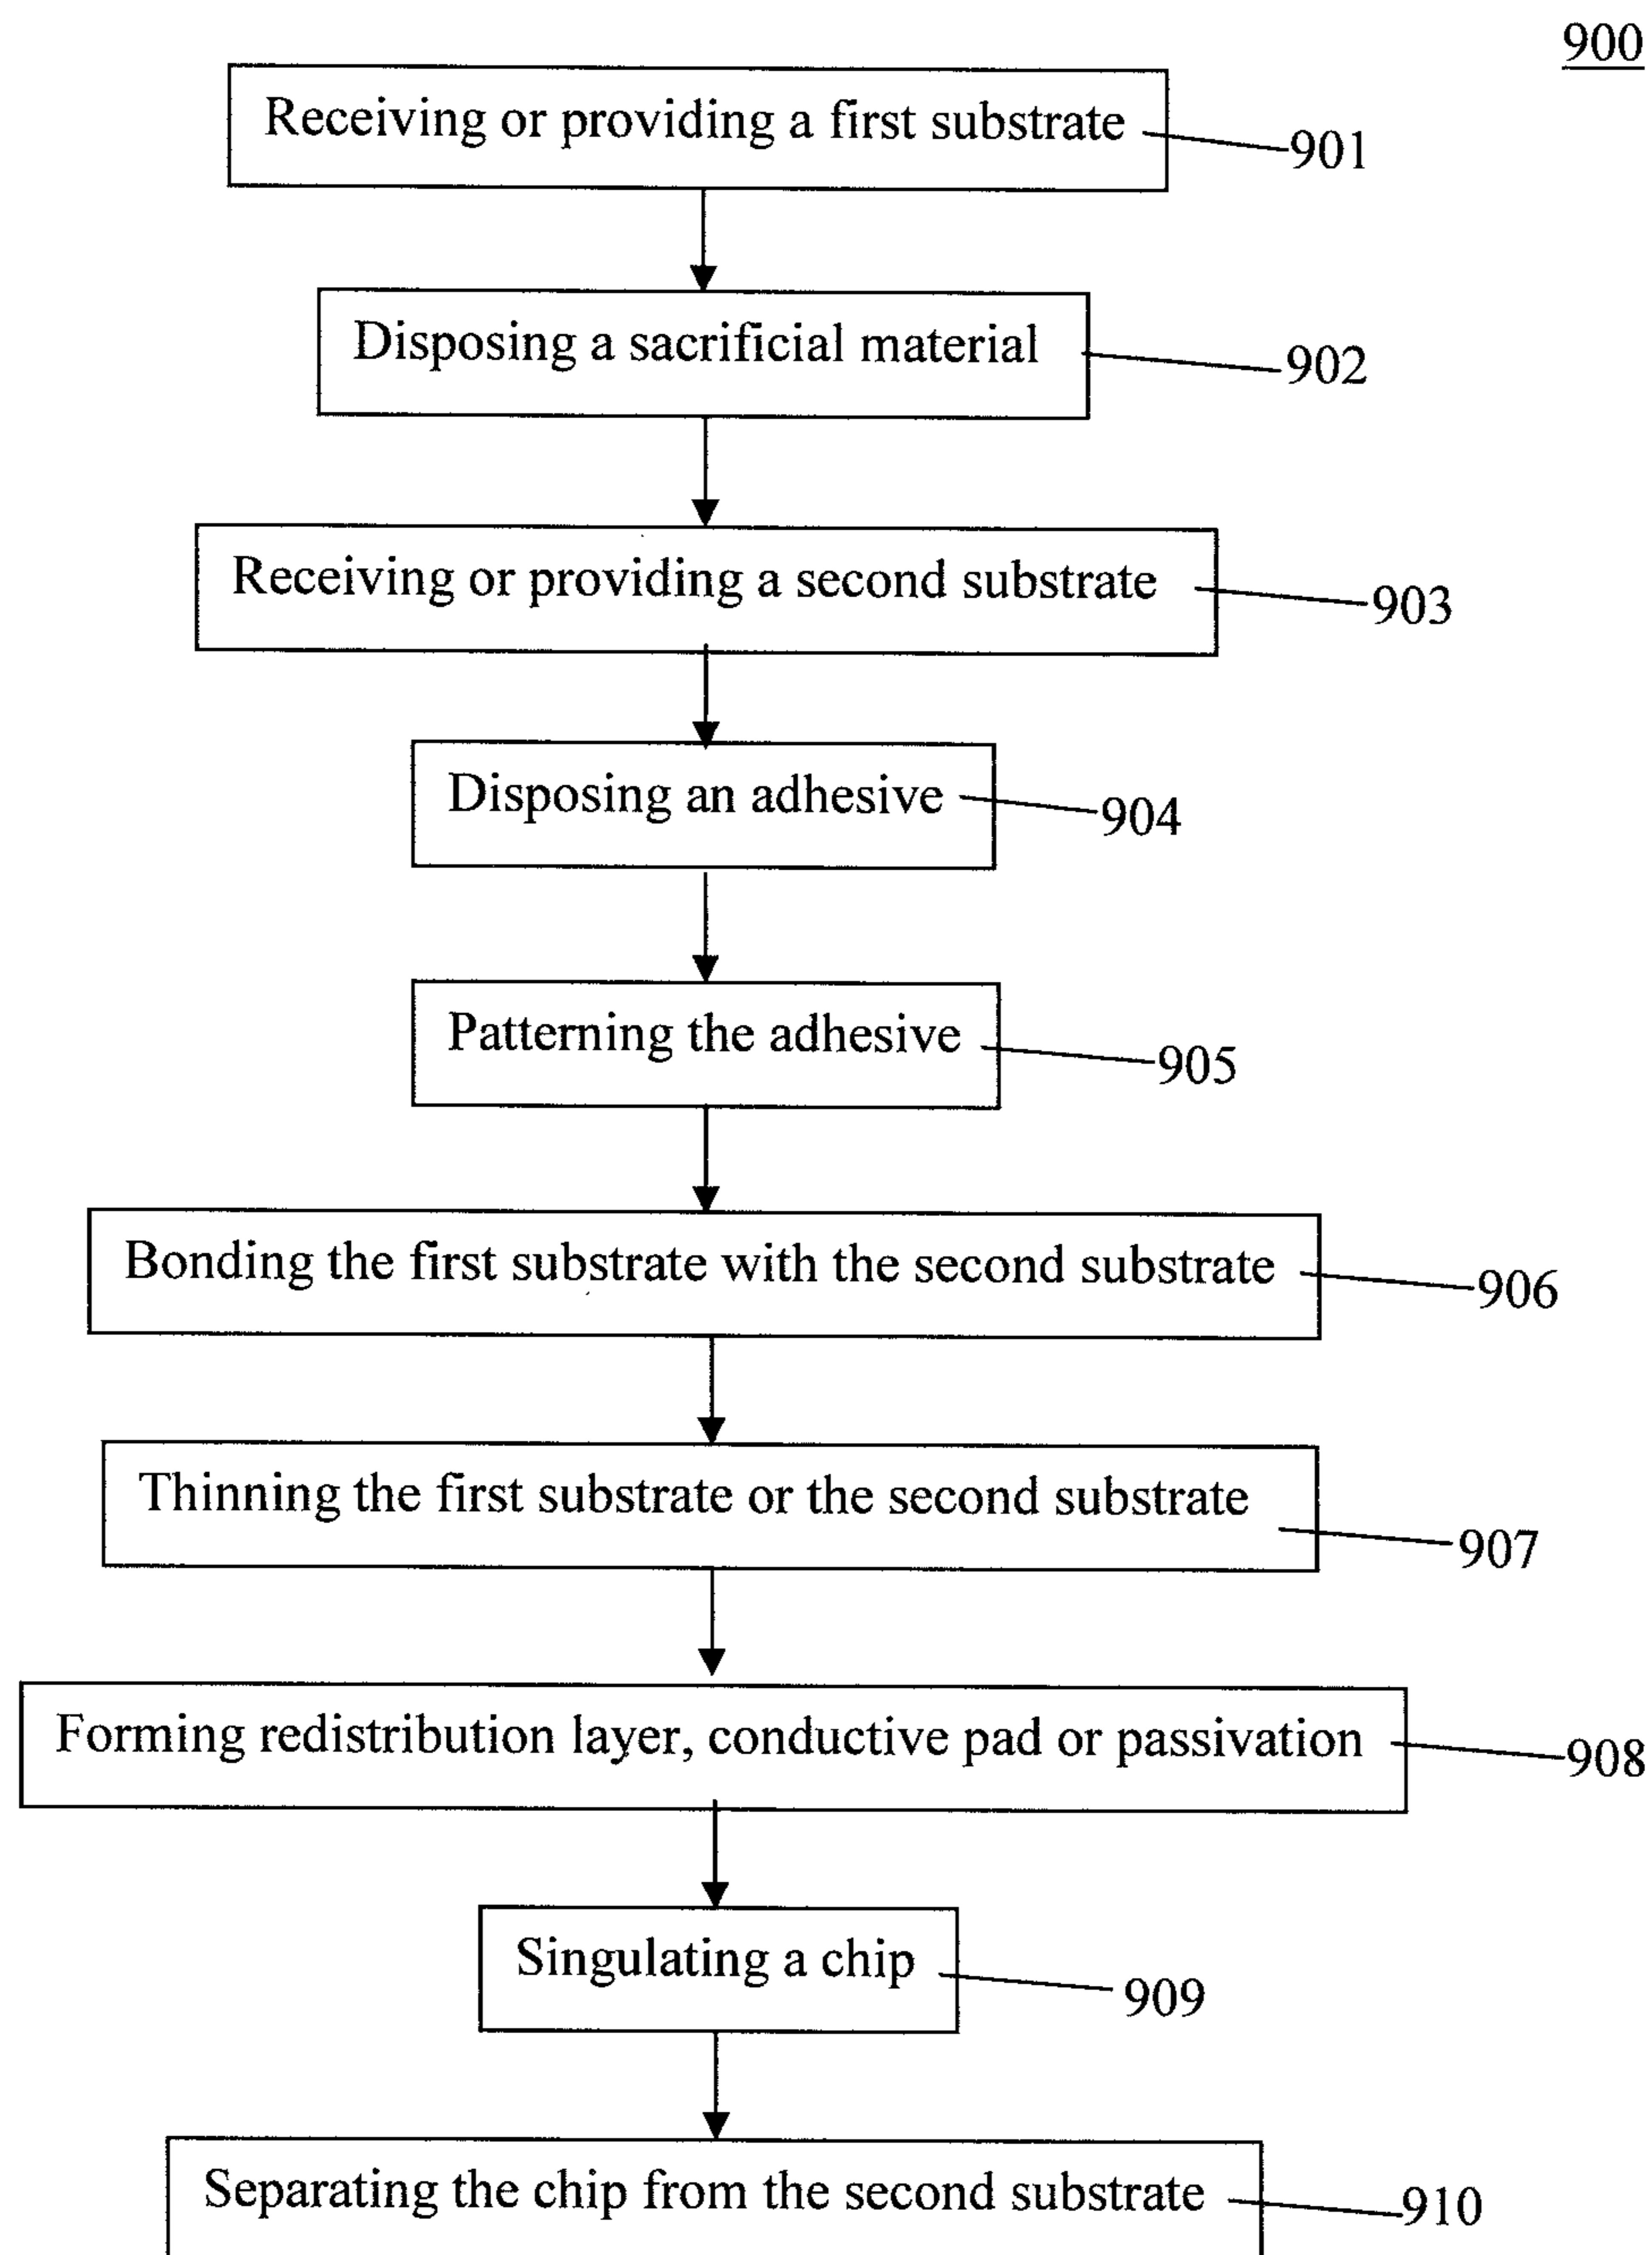 900
Receiving or providing a first substrate
901
Disposing a sacrificial material
902
Receiving or providing a second substrate
903
Disposing an adhesive
904
Patterning the adhesive
905
Bonding the first substrate with the second substrate
906
Thinning the first substrate or the second substrate
907
Forming redistribution layer, conductive pad or passivation
908
Singulating a chip
909
Separating the chip from the second substrate
910